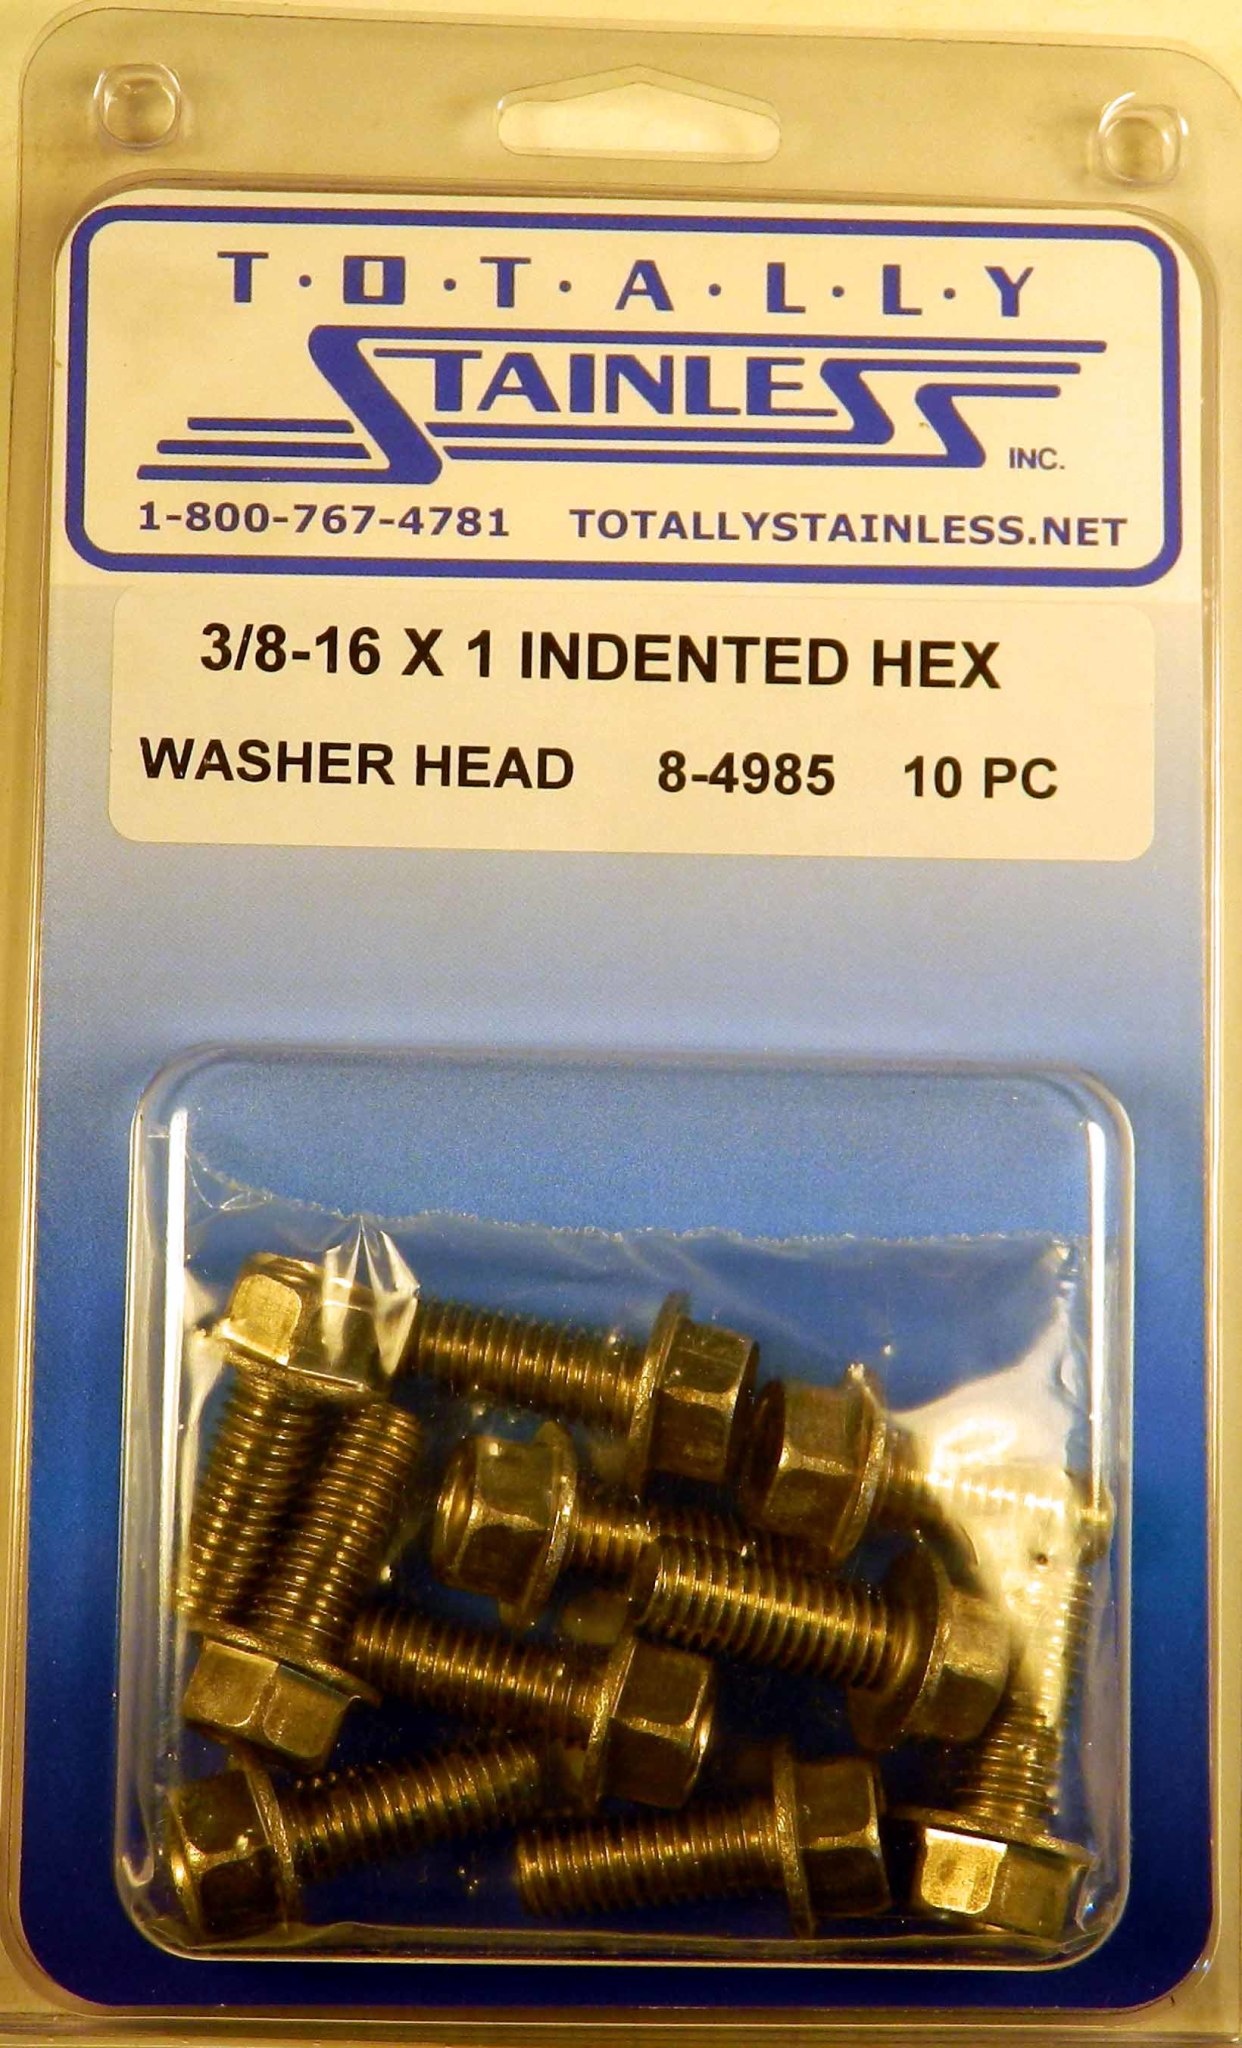 T·O·T·A·L·L·Y
STAINLESS INC.
1-800-767-4781 TOTALLYSTAINLESS.NET
3/8-16 X 1 INDENTED HEX
WASHER HEAD 8-4985 10 PC